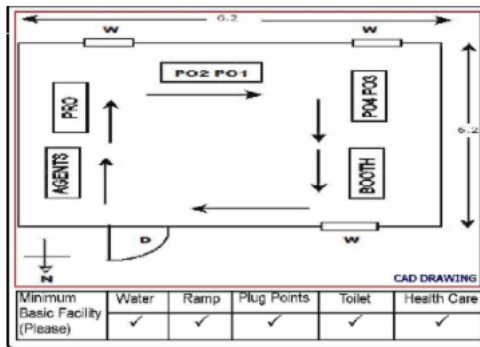 6.2
W
W
PO2 PO1
PRO
PO4 PO3
6.2
AGENTS
BOOTH
D
W
N
CAD DRAWING
Minimum Basic Facility (Please) Water Ramp Plug Points Toilet Health Care
✓ ✓ ✓ ✓ ✓